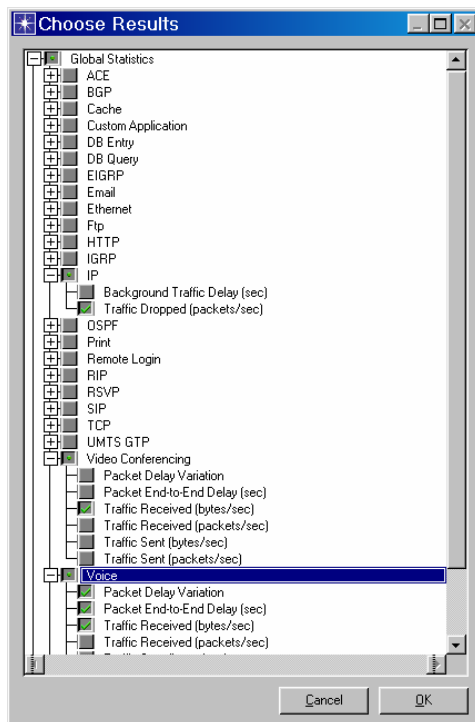 Choose Results
Global Statistics
ACE
BGP
Cache
Custom Application
DB Entry
DB Query
EIGRP
Email
Ethernet
Ftp
HTTP
IGRP
IP
Background Traffic Delay (sec)
Traffic Dropped (packets/sec)
OSPF
Print
Remote Login
RIP
RSVP
SIP
TCP
UMTS GTP
Video Conferencing
Packet Delay Variation
Packet End-to-End Delay (sec)
Traffic Received (bytes/sec)
Traffic Received (packets/sec)
Traffic Sent (bytes/sec)
Traffic Sent (packets/sec)
Voice
Packet Delay Variation
Packet End-to-End Delay (sec)
Traffic Received (bytes/sec)
Traffic Received (packets/sec)
Cancel OK